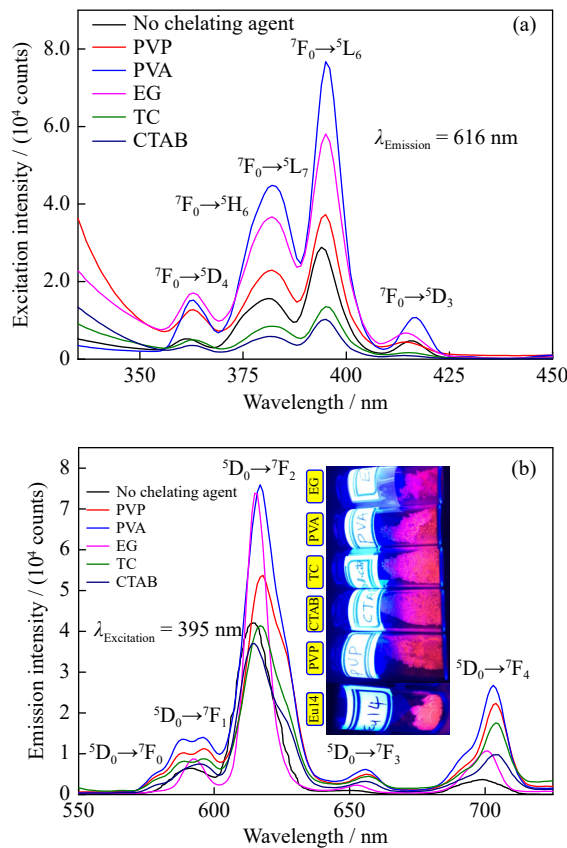 (a)
No chelating agent
PVP
PVA
EG
TC
CTAB
⁷F₀→⁵L₆
λEmission = 616 nm
⁷F₀→⁵L₇
⁷F₀→⁵H₆
⁷F₀→⁵D₄
⁷F₀→⁵D₃
Excitation intensity / (10⁴ counts)
8.0
6.0
4.0
2.0
0
350
375
400
425
450
Wavelength / nm
(b)
⁵D₀→⁷F₂
No chelating agent
PVP
PVA
EG
TC
CTAB
λExcitation = 395 nm
EG
PVA
TC
CTAB
PVP
Eu14
E
PVA
CTA
PVP
Eu14
⁵D₀→⁷F₄
⁵D₀→⁷F₁
⁵D₀→⁷F₀
⁵D₀→⁷F₃
Emission intensity / (10⁴ counts)
8
7
6
5
4
3
2
1
0
550
600
650
700
Wavelength / nm